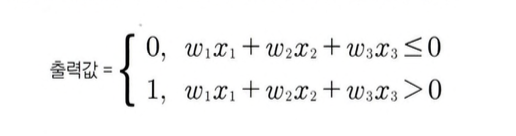 출력값 = { 0, w₁x₁ + w₂x₂ + w₃x₃ ≤ 0
1, w₁x₁ + w₂x₂ + w₃x₃ > 0